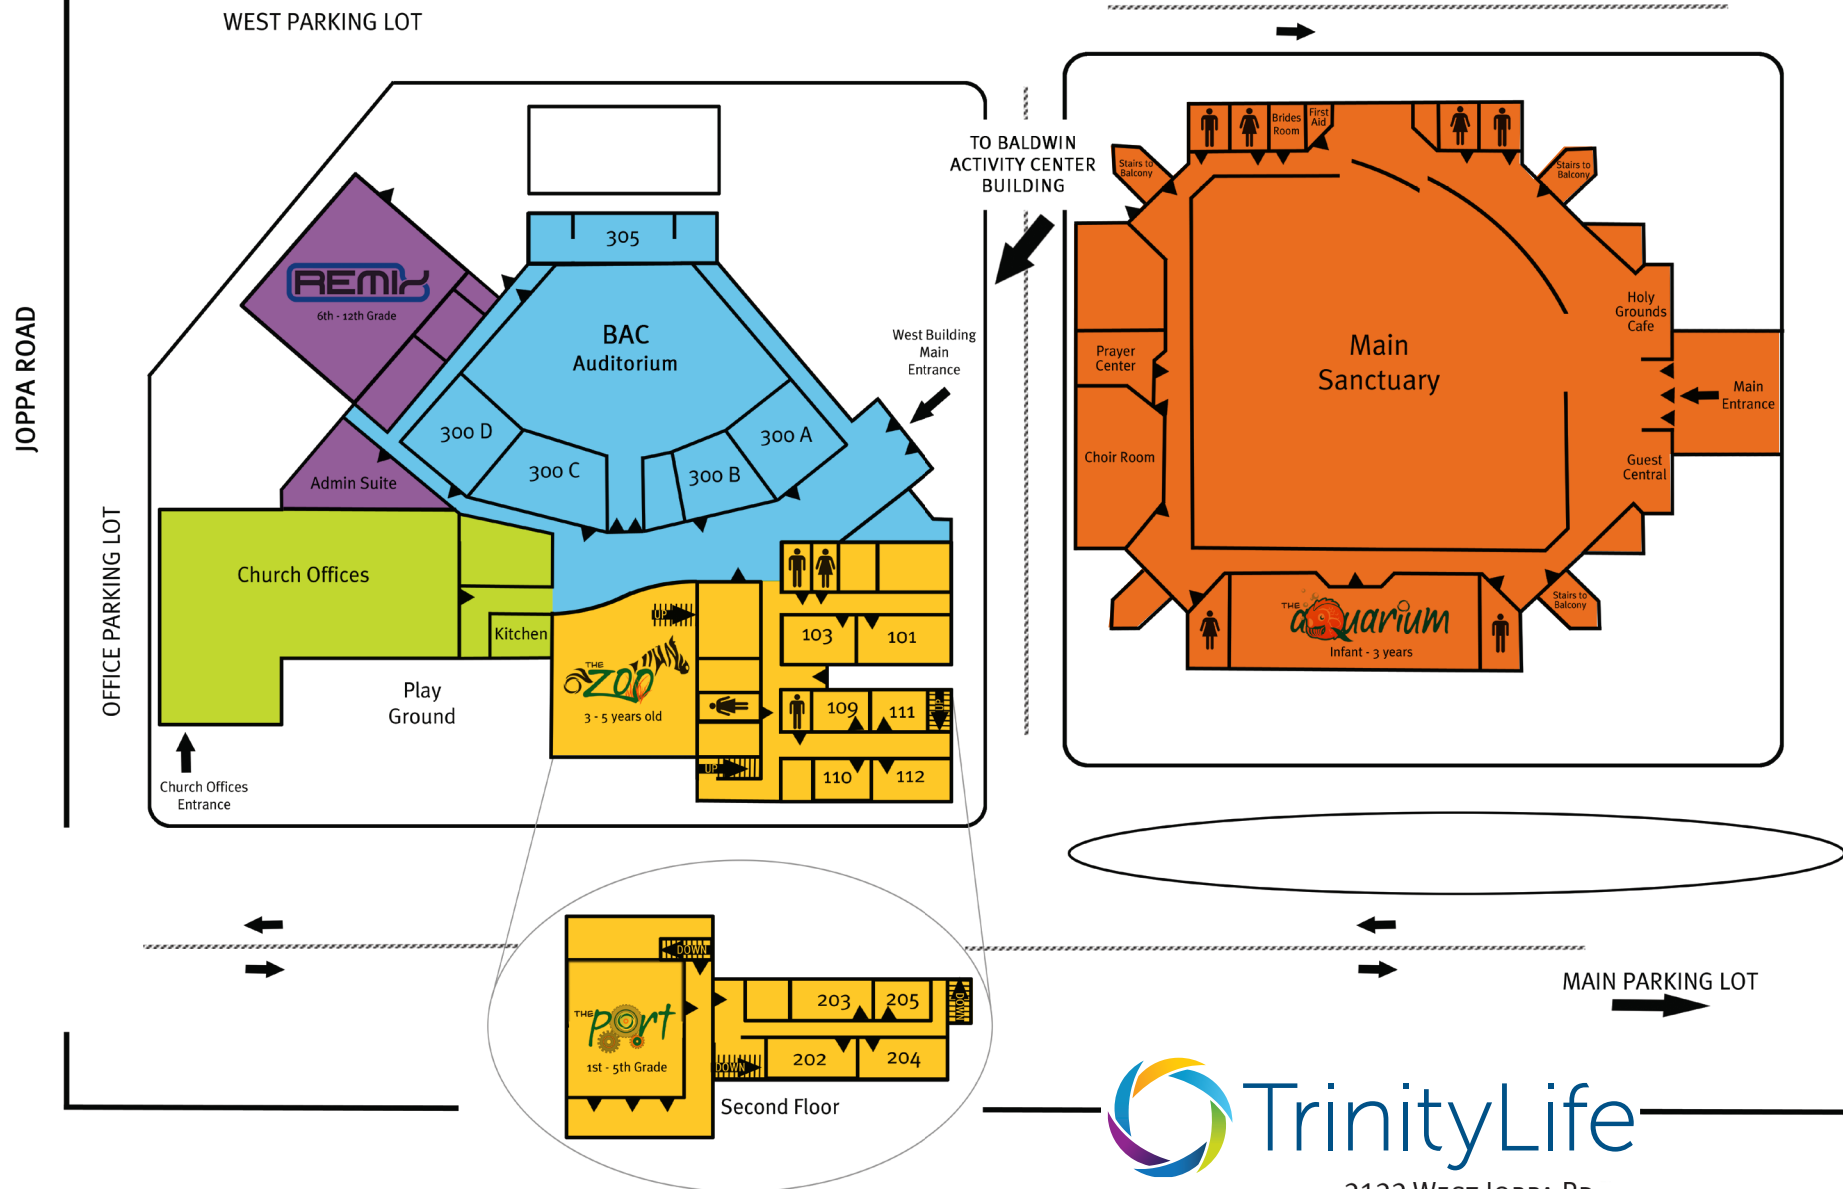 WEST PARKING LOT
JOPPA ROAD
OFFICE PARKING LOT
TO BALDWIN
ACTIVITY CENTER
BUILDING
305
REMIX
6th - 12th Grade
BAC
Auditorium
West Building
Main
Entrance
300 D
300 C
300 B
300 A
Admin Suite
Church Offices
Kitchen
Play
Ground
Church Offices
Entrance
UP
THE
ZOO
3 - 5 years old
UP
103
101
109
111
UP
110
112
Brides
Room
First
Aid
Stairs to
Balcony
Stairs to
Balcony
Holy
Grounds
Cafe
Prayer
Center
Main
Sanctuary
Main
Entrance
Choir Room
Guest
Central
Stairs to
Balcony
THE
aQuarium
Infant - 3 years
DOWN
THE
port
1st - 5th Grade
203
205
DOWN
DOWN
202
204
Second Floor
MAIN PARKING LOT
TrinityLife
2122 WEST JOPPA RD